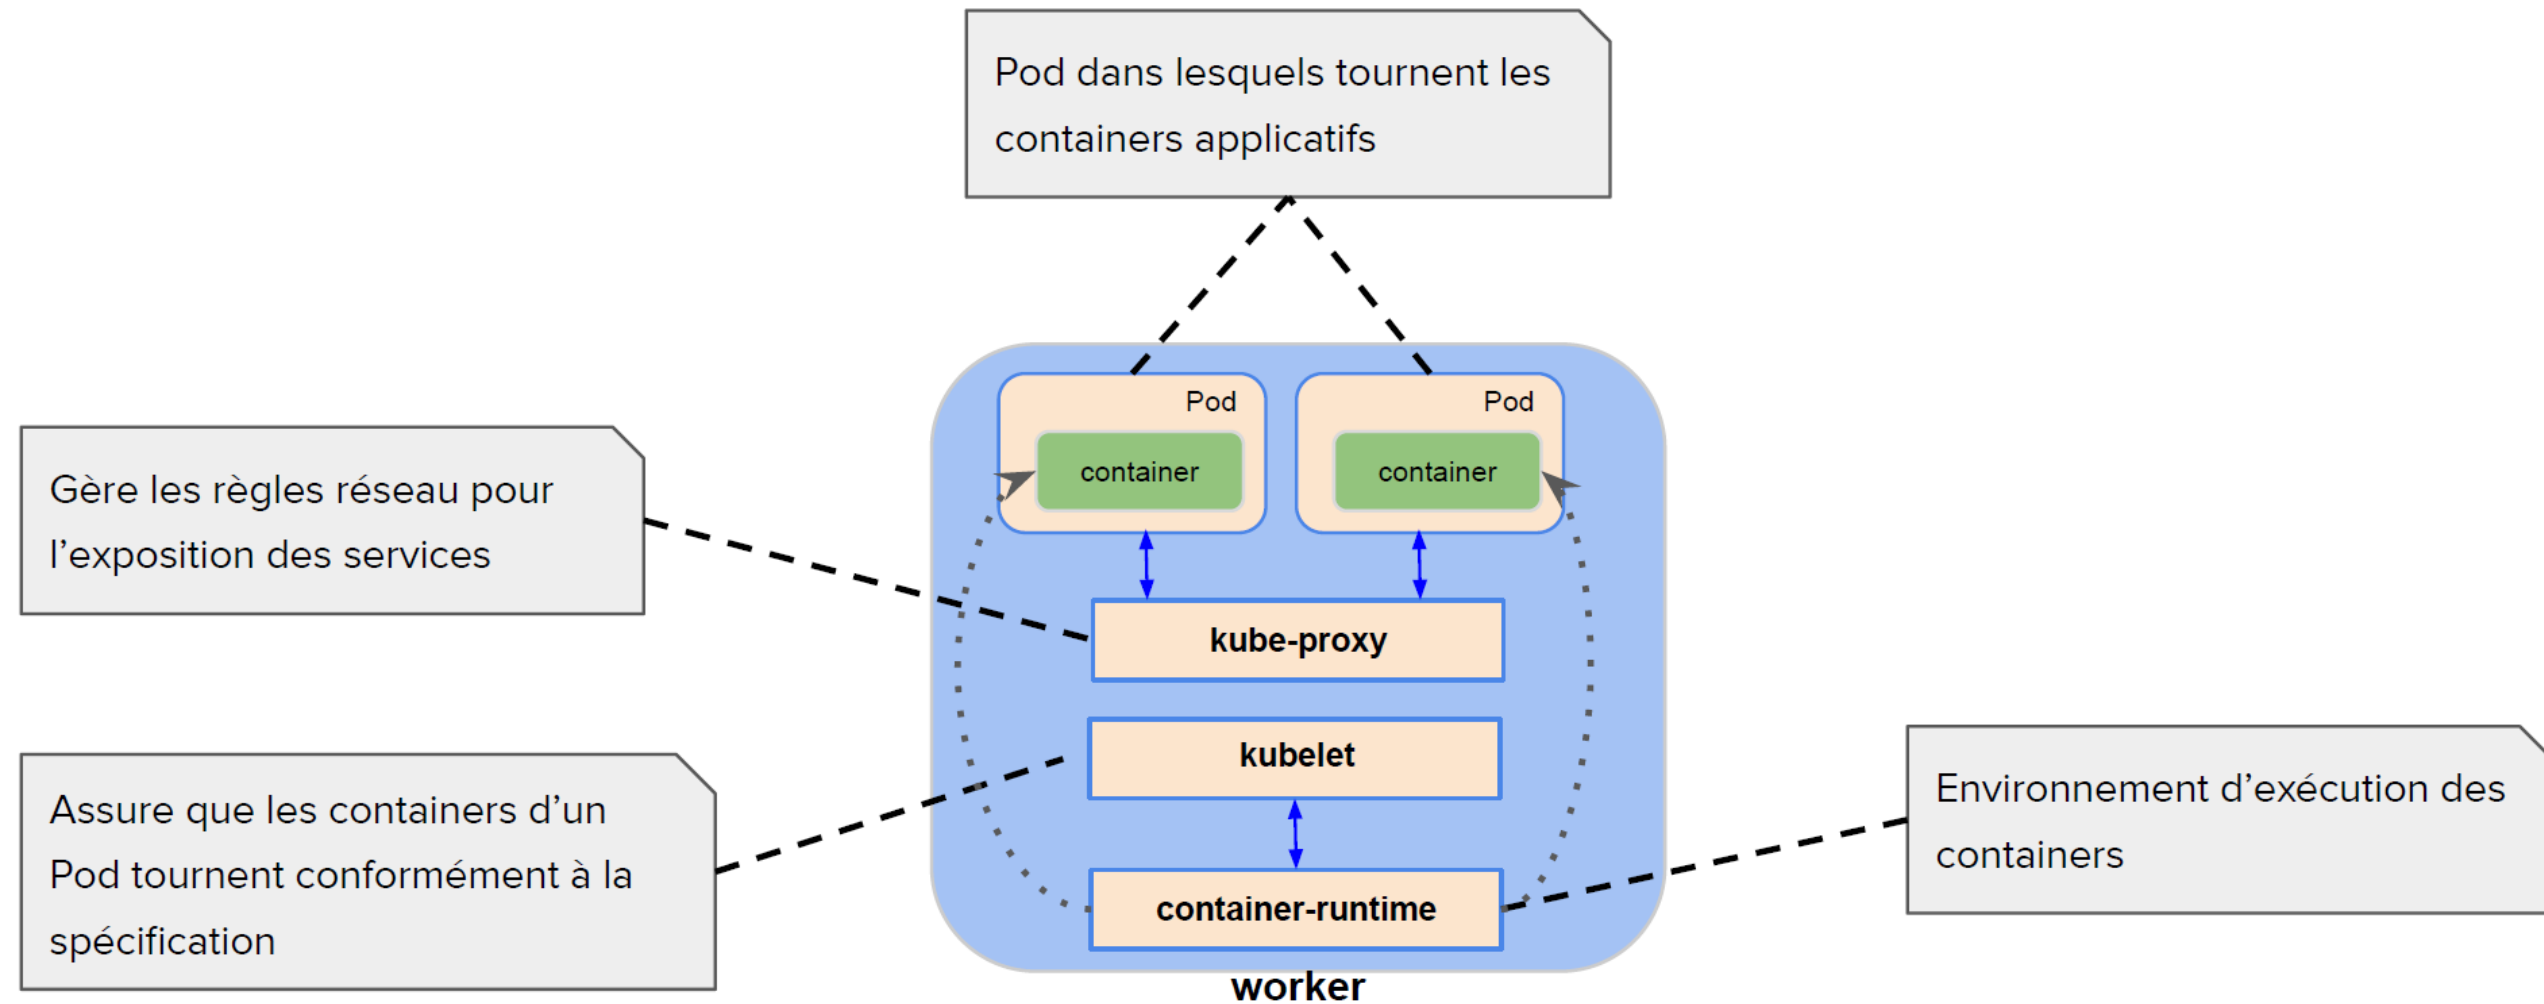 Pod dans lesquels tournent les
containers applicatifs
Pod
Pod
container
container
Gère les règles réseau pour
l’exposition des services
kube-proxy
kubelet
Assure que les containers d’un
Pod tournent conformément à la
spécification
Environnement d’exécution des
containers
container-runtime
worker